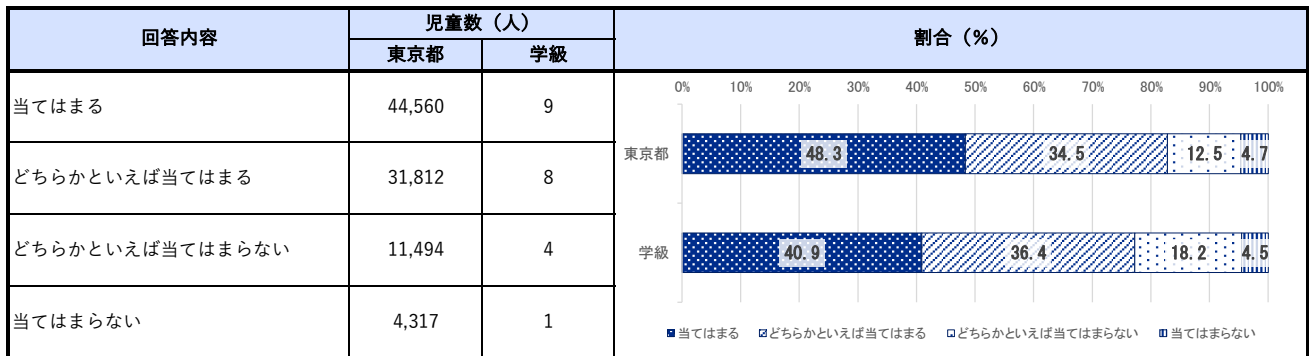 回答内容
児童数（人）
東京都
学級
割合（％）
当てはまる
44,560
9
どちらかといえば当てはまる
31,812
8
どちらかといえば当てはまらない
11,494
4
当てはまらない
4,317
1
0% 10% 20% 30% 40% 50% 60% 70% 80% 90% 100%
東京都 48.3 34.5 12.5 4.7
学級 40.9 36.4 18.2 4.5
当てはまる どちらかといえば当てはまる どちらかといえば当てはまらない 当てはまらない